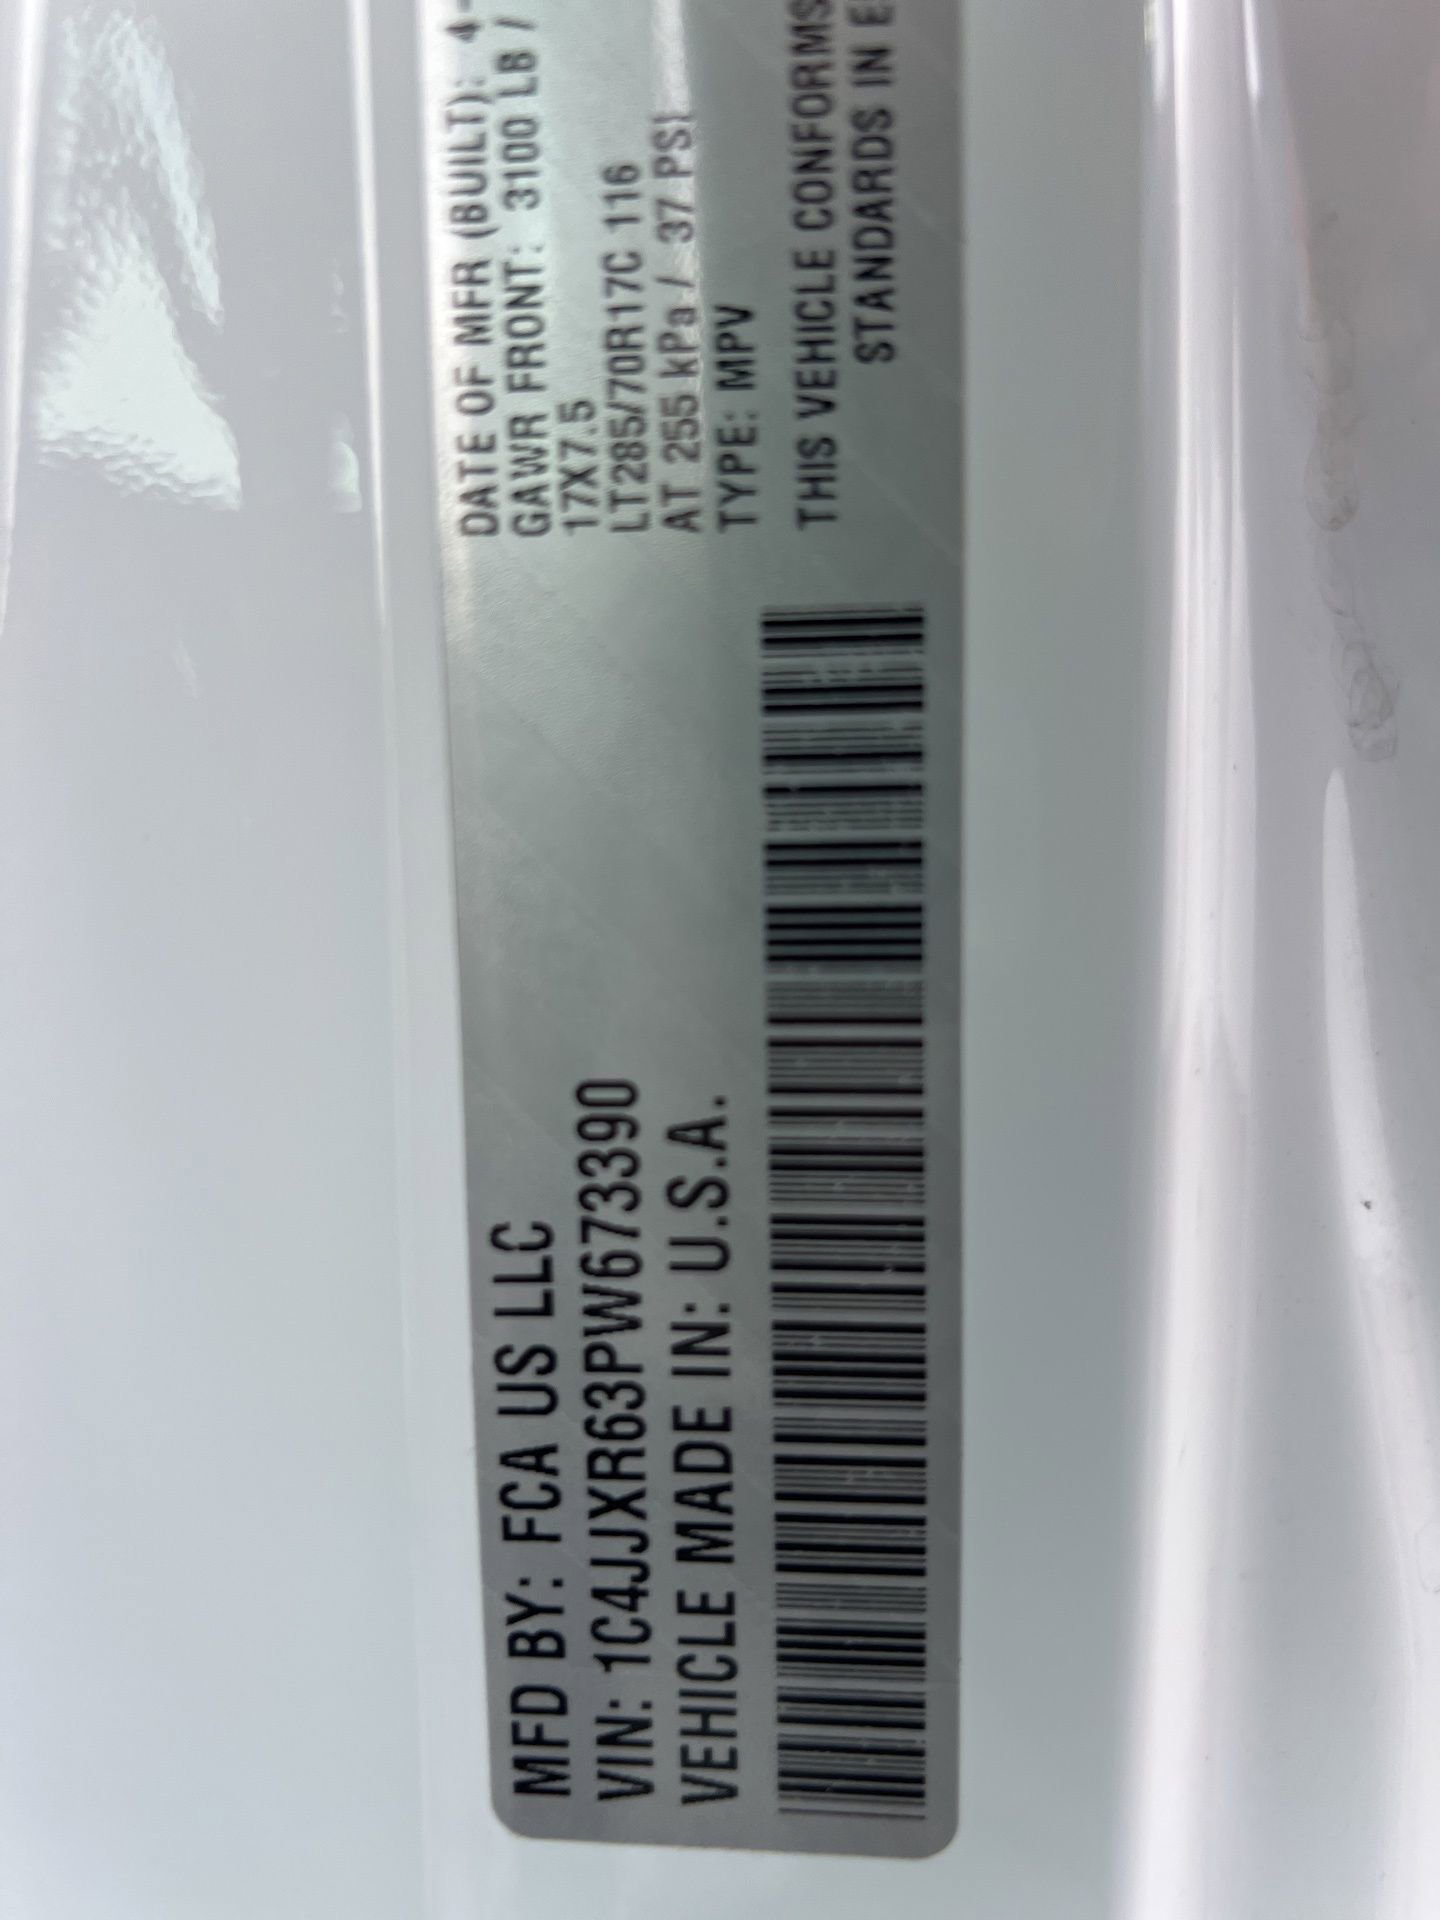 MFD BY: FCA US LLC
VIN: 1C4JJXR63PW673390
VEHICLE MADE IN: U.S.A.
DATE OF MFR (BUILT): 4-
GAWR FRONT: 3100 LB /
17X7.5
LT285/70R17C 116
AT 255 kPa / 37 PSI
TYPE: MPV
THIS VEHICLE CONFORMS
STANDARDS IN E